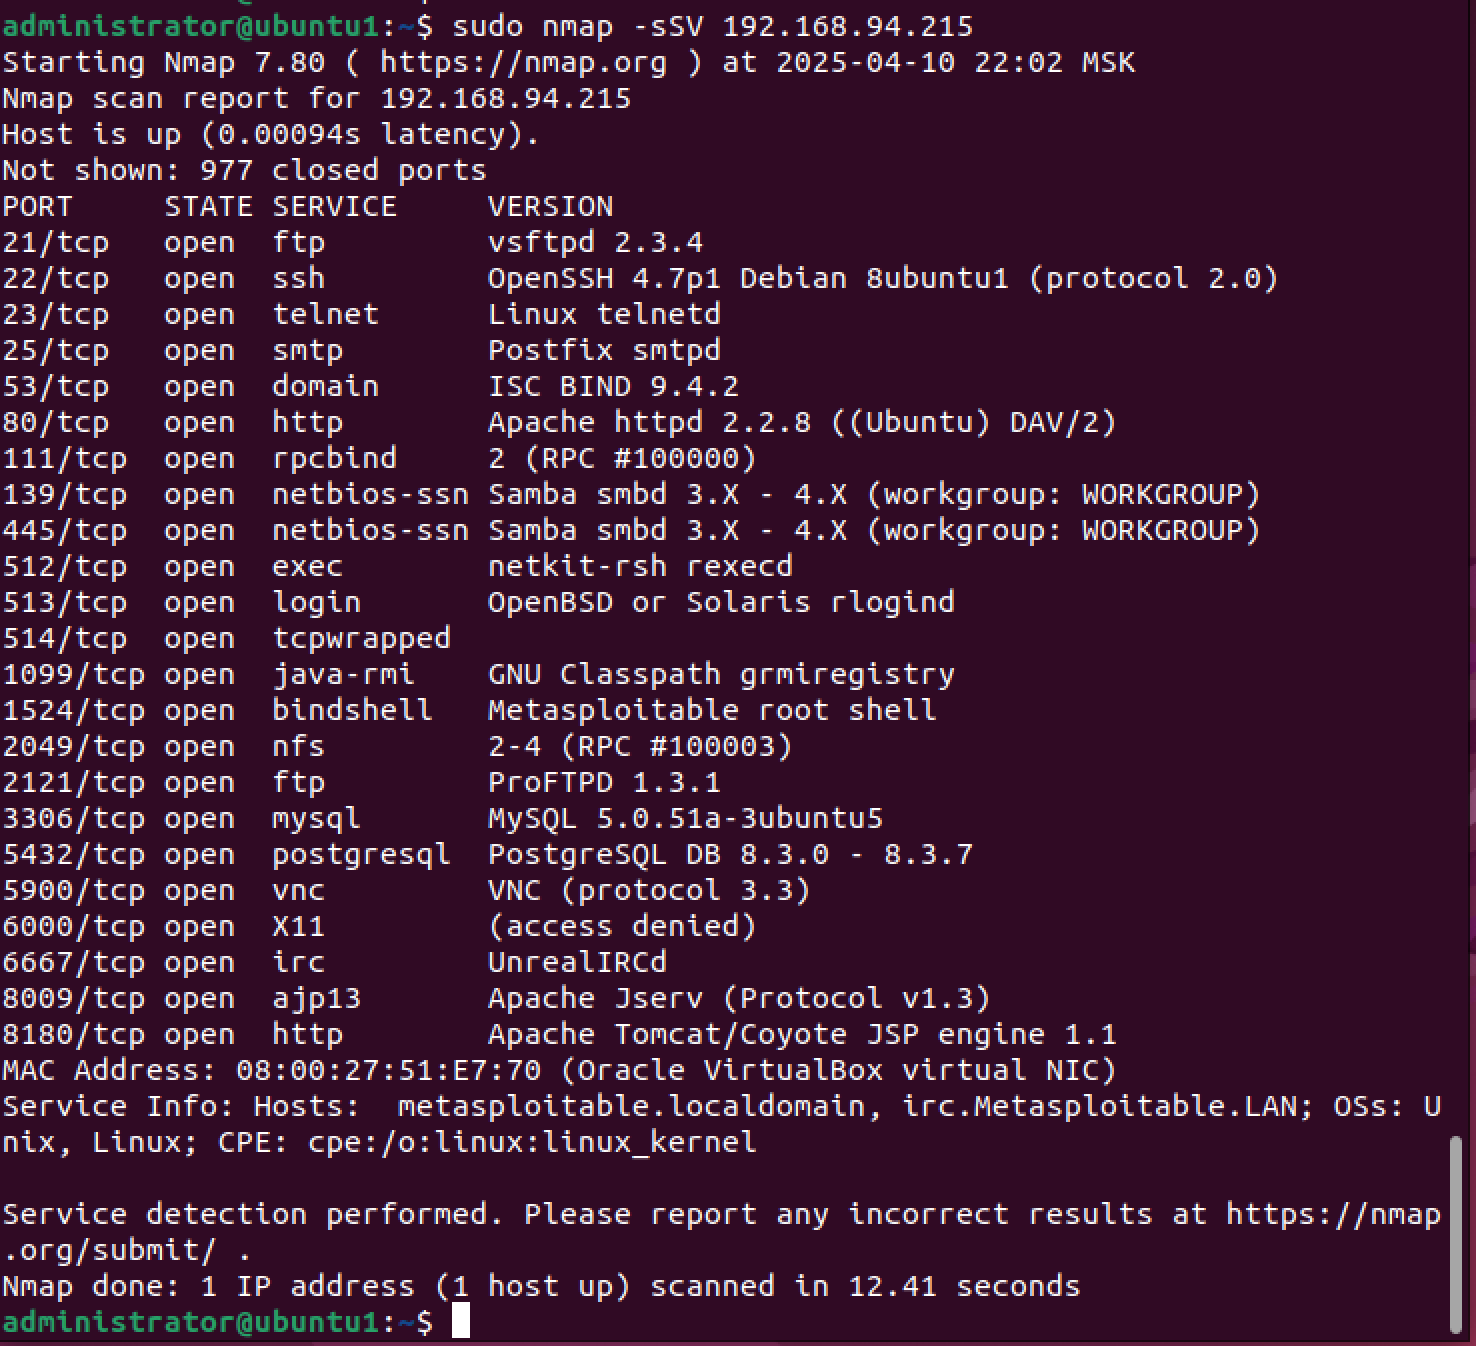 administrator@ubuntu1:~$ sudo nmap -sSV 192.168.94.215
Starting Nmap 7.80 ( https://nmap.org ) at 2025-04-10 22:02 MSK
Nmap scan report for 192.168.94.215
Host is up (0.00094s latency).
Not shown: 977 closed ports
PORT     STATE SERVICE     VERSION
21/tcp   open  ftp         vsftpd 2.3.4
22/tcp   open  ssh         OpenSSH 4.7p1 Debian 8ubuntu1 (protocol 2.0)
23/tcp   open  telnet      Linux telnetd
25/tcp   open  smtp        Postfix smtpd
53/tcp   open  domain      ISC BIND 9.4.2
80/tcp   open  http        Apache httpd 2.2.8 ((Ubuntu) DAV/2)
111/tcp  open  rpcbind     2 (RPC #100000)
139/tcp  open  netbios-ssn Samba smbd 3.X - 4.X (workgroup: WORKGROUP)
445/tcp  open  netbios-ssn Samba smbd 3.X - 4.X (workgroup: WORKGROUP)
512/tcp  open  exec        netkit-rsh rexecd
513/tcp  open  login       OpenBSD or Solaris rlogind
514/tcp  open  tcpwrapped
1099/tcp open  java-rmi    GNU Classpath grmiregistry
1524/tcp open  bindshell   Metasploitable root shell
2049/tcp open  nfs         2-4 (RPC #100003)
2121/tcp open  ftp         ProFTPD 1.3.1
3306/tcp open  mysql       MySQL 5.0.51a-3ubuntu5
5432/tcp open  postgresql  PostgreSQL DB 8.3.0 - 8.3.7
5900/tcp open  vnc         VNC (protocol 3.3)
6000/tcp open  X11         (access denied)
6667/tcp open  irc         UnrealIRCd
8009/tcp open  ajp13       Apache Jserv (Protocol v1.3)
8180/tcp open  http        Apache Tomcat/Coyote JSP engine 1.1
MAC Address: 08:00:27:51:E7:70 (Oracle VirtualBox virtual NIC)
Service Info: Hosts:  metasploitable.localdomain, irc.Metasploitable.LAN; OSs: U
nix, Linux; CPE: cpe:/o:linux:linux_kernel

Service detection performed. Please report any incorrect results at https://nmap
.org/submit/ .
Nmap done: 1 IP address (1 host up) scanned in 12.41 seconds
administrator@ubuntu1:~$